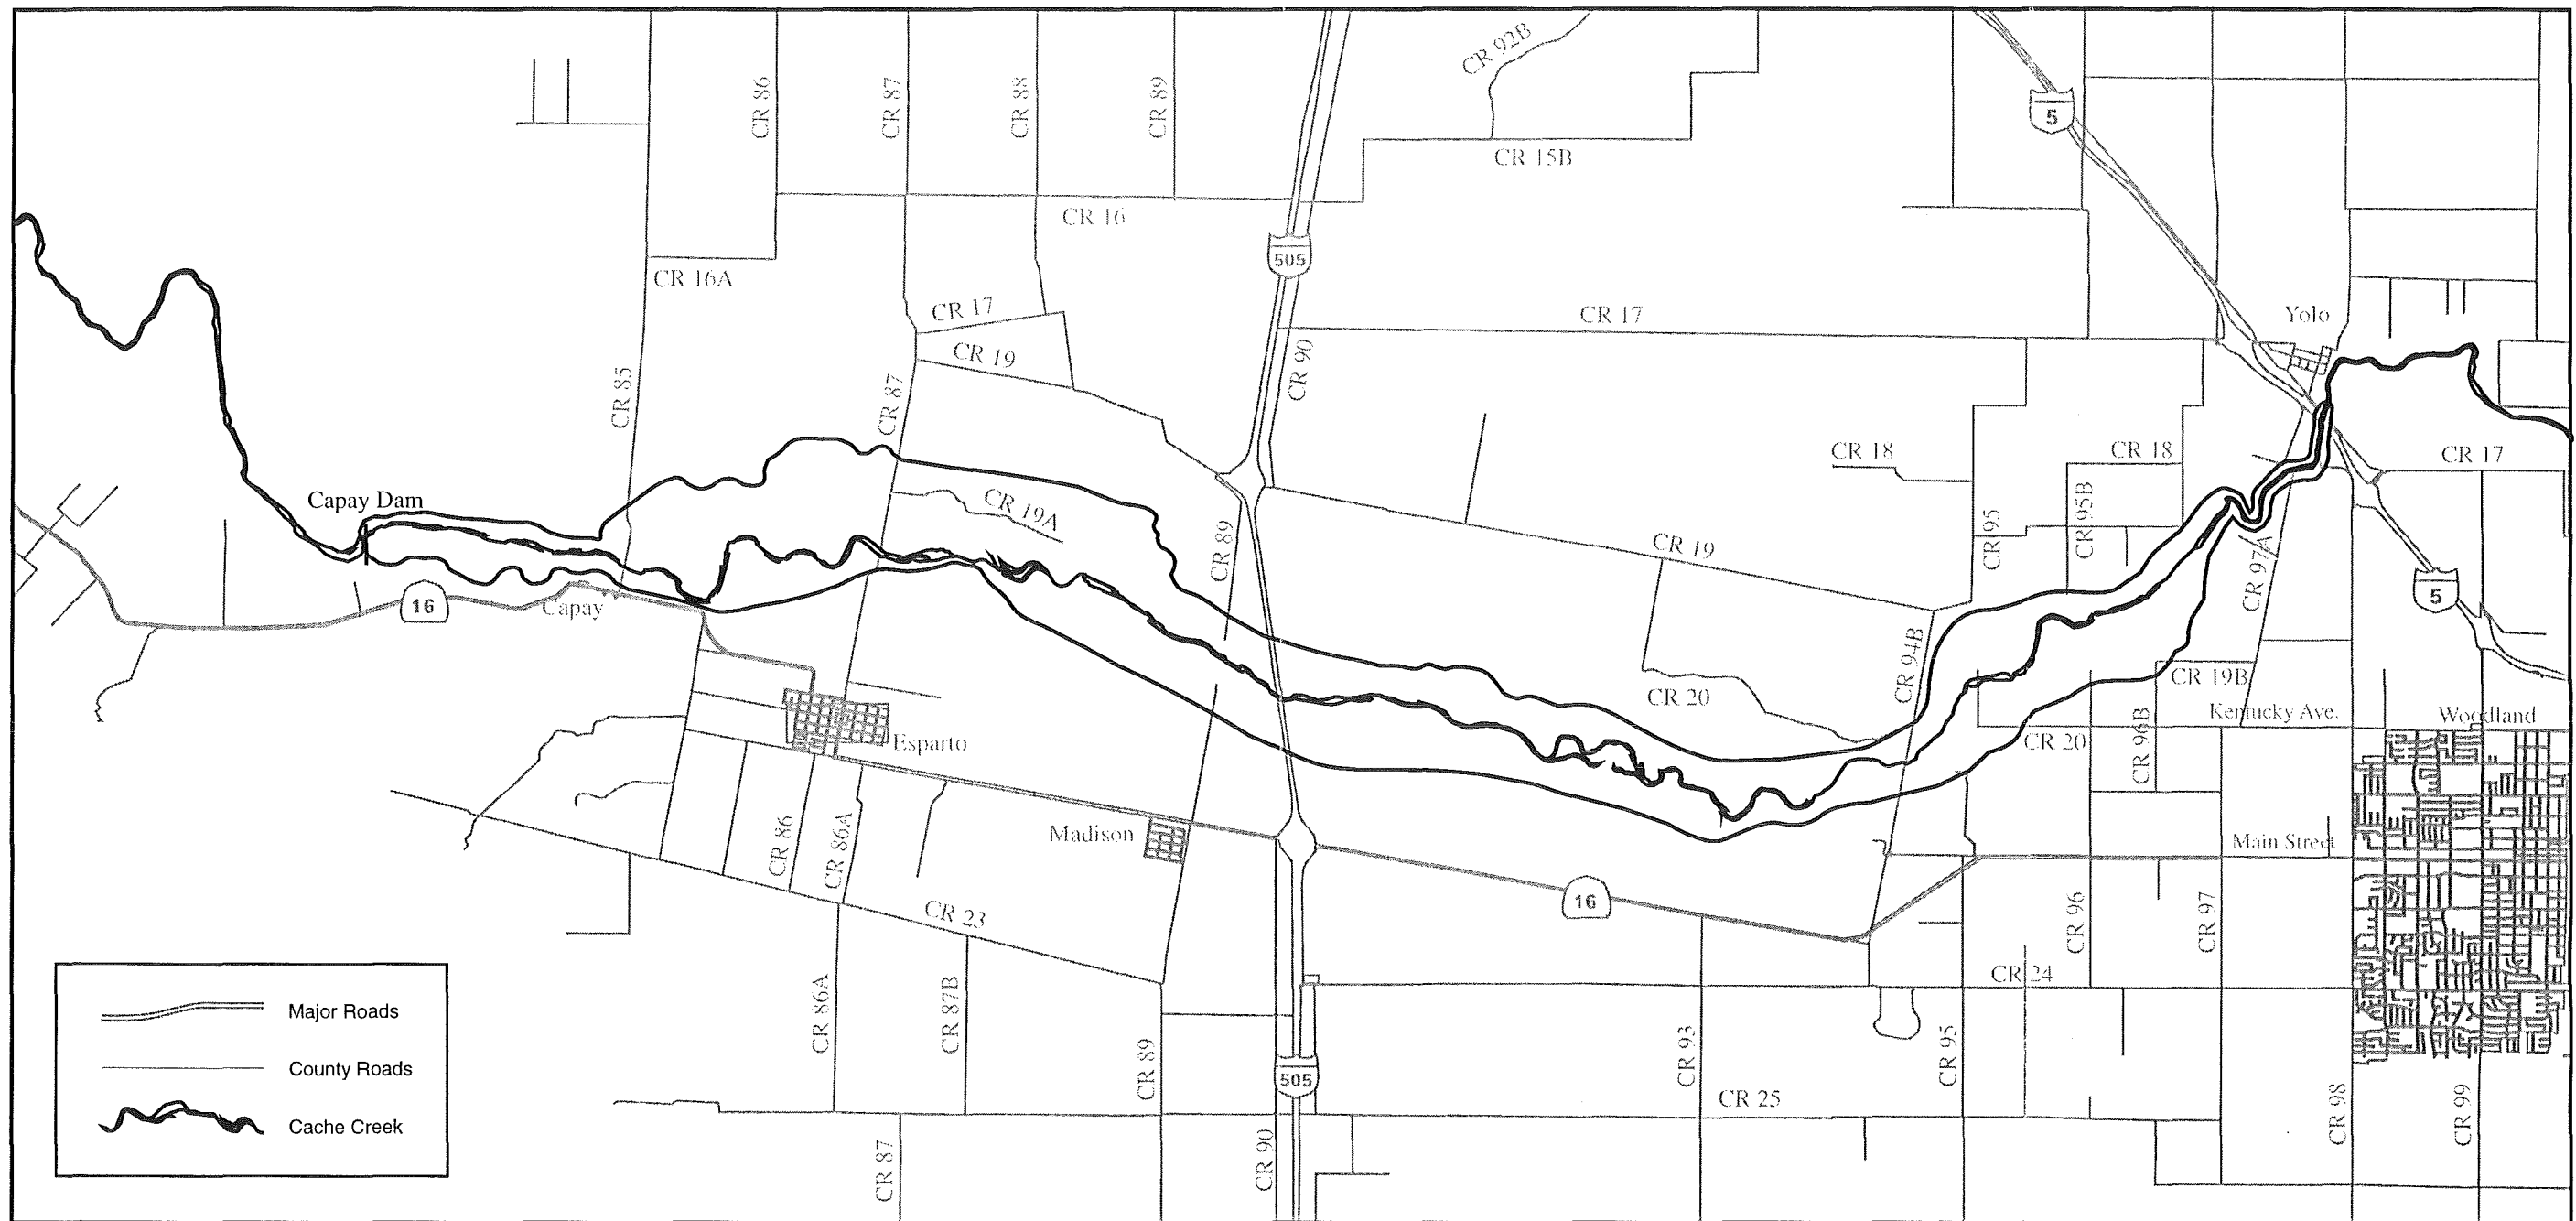 CR 92B
CR 86
CR 87
CR 88
CR 89
5
CR 15B
CR 16
505
CR 16A
CR 17
CR 17
Yolo
CR 19
CR 90
CR 85
CR 87
CR 18
CR 18
CR 17
Capay Dam
CR 19A
CR 89
CR 19
CR 95
CR 95B
CR 97A
5
16
Capay
CR 94B
CR 20
CR 19B
Kentucky Ave.
Woodland
Esparto
CR 20
CR 96B
Madison
Main Street
CR 86
CR 86A
16
CR 23
CR 96
CR 97
CR 24
Major Roads
CR 86A
CR 87B
CR 89
CR 93
CR 95
County Roads
505
CR 25
CR 98
CR 99
Cache Creek
CR 87
CR 90